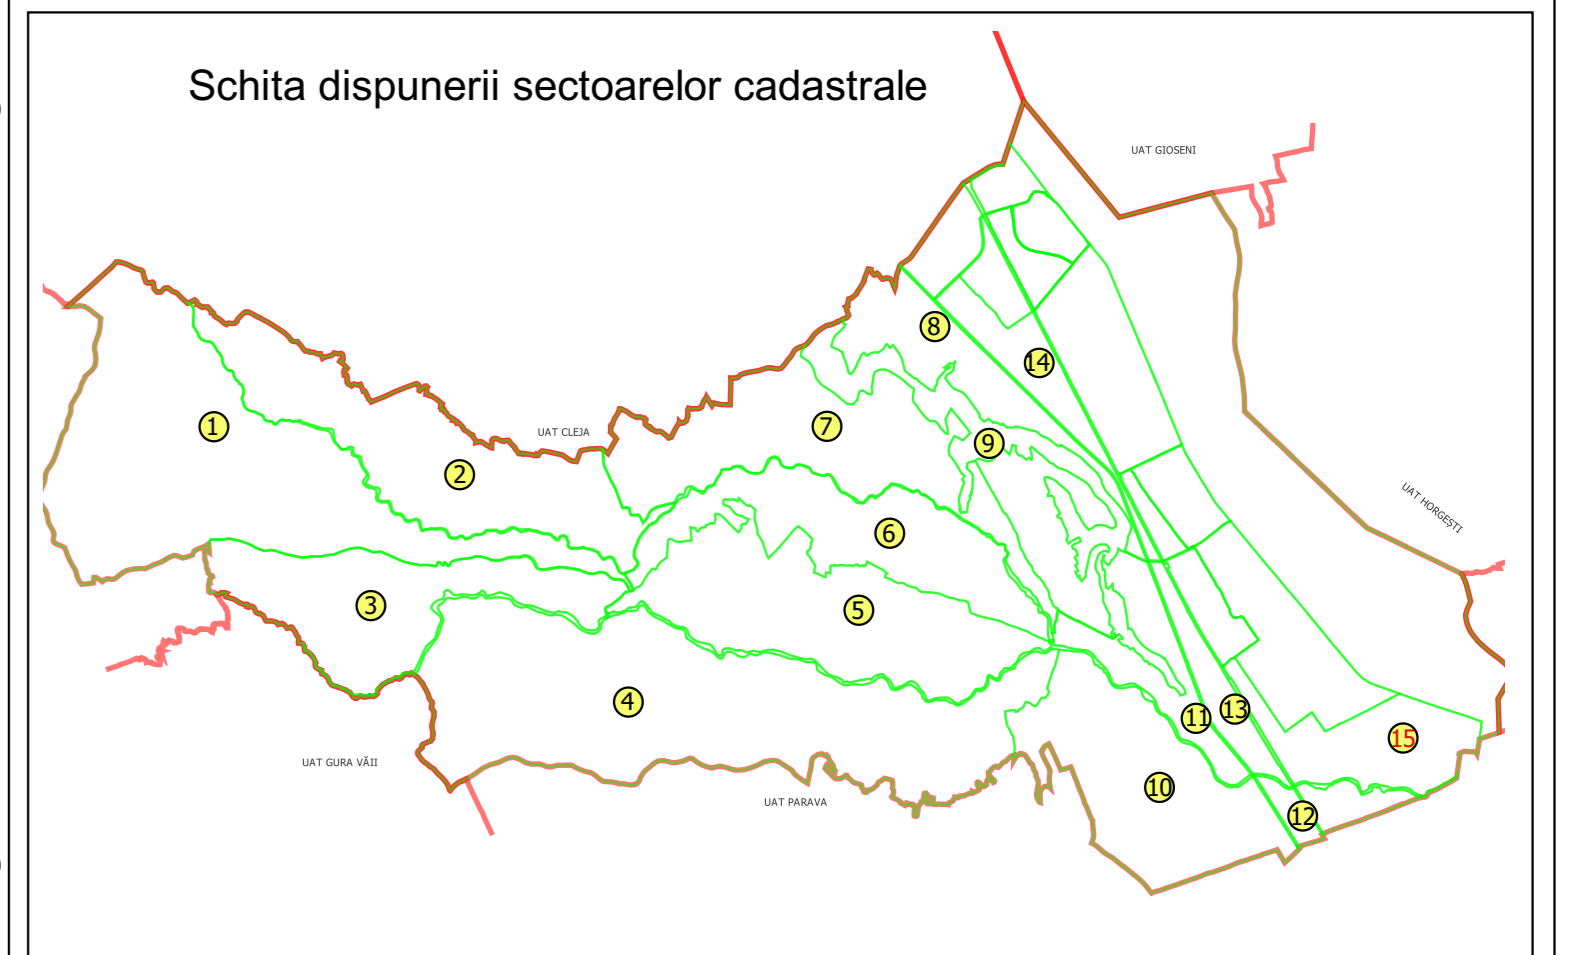 Schita dispunerii sectoarelor cadastrale
UAT GIOSENI
8
14
1
7
UAT CLEJA
9
2
UAT HORGEȘTI
6
3
5
4
13
11
15
UAT GURA VĂII
10
UAT PARAVA
12